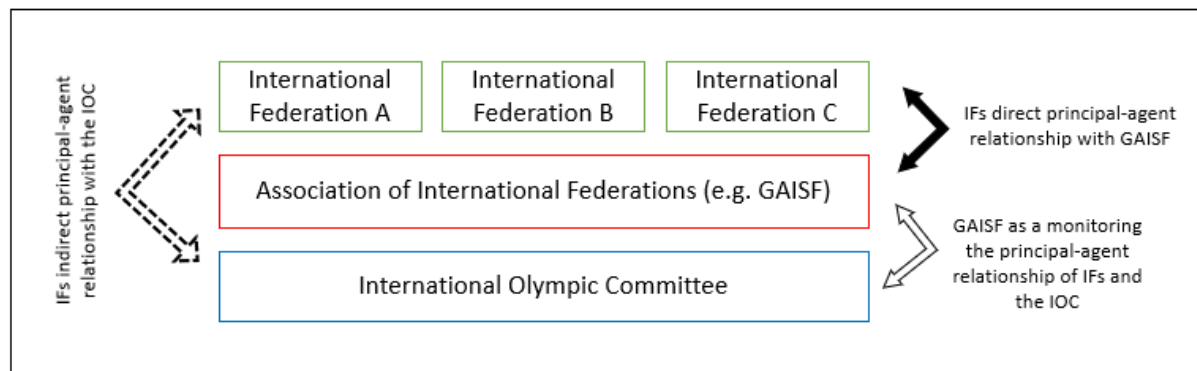 IFs indirect principal-agent
relationship with the IOC
International
Federation A
International
Federation B
International
Federation C
Association of International Federations (e.g. GAISF)
International Olympic Committee
IFs direct principal-agent
relationship with GAISF
GAISF as a monitoring
the principal-agent
relationship of IFs and
the IOC